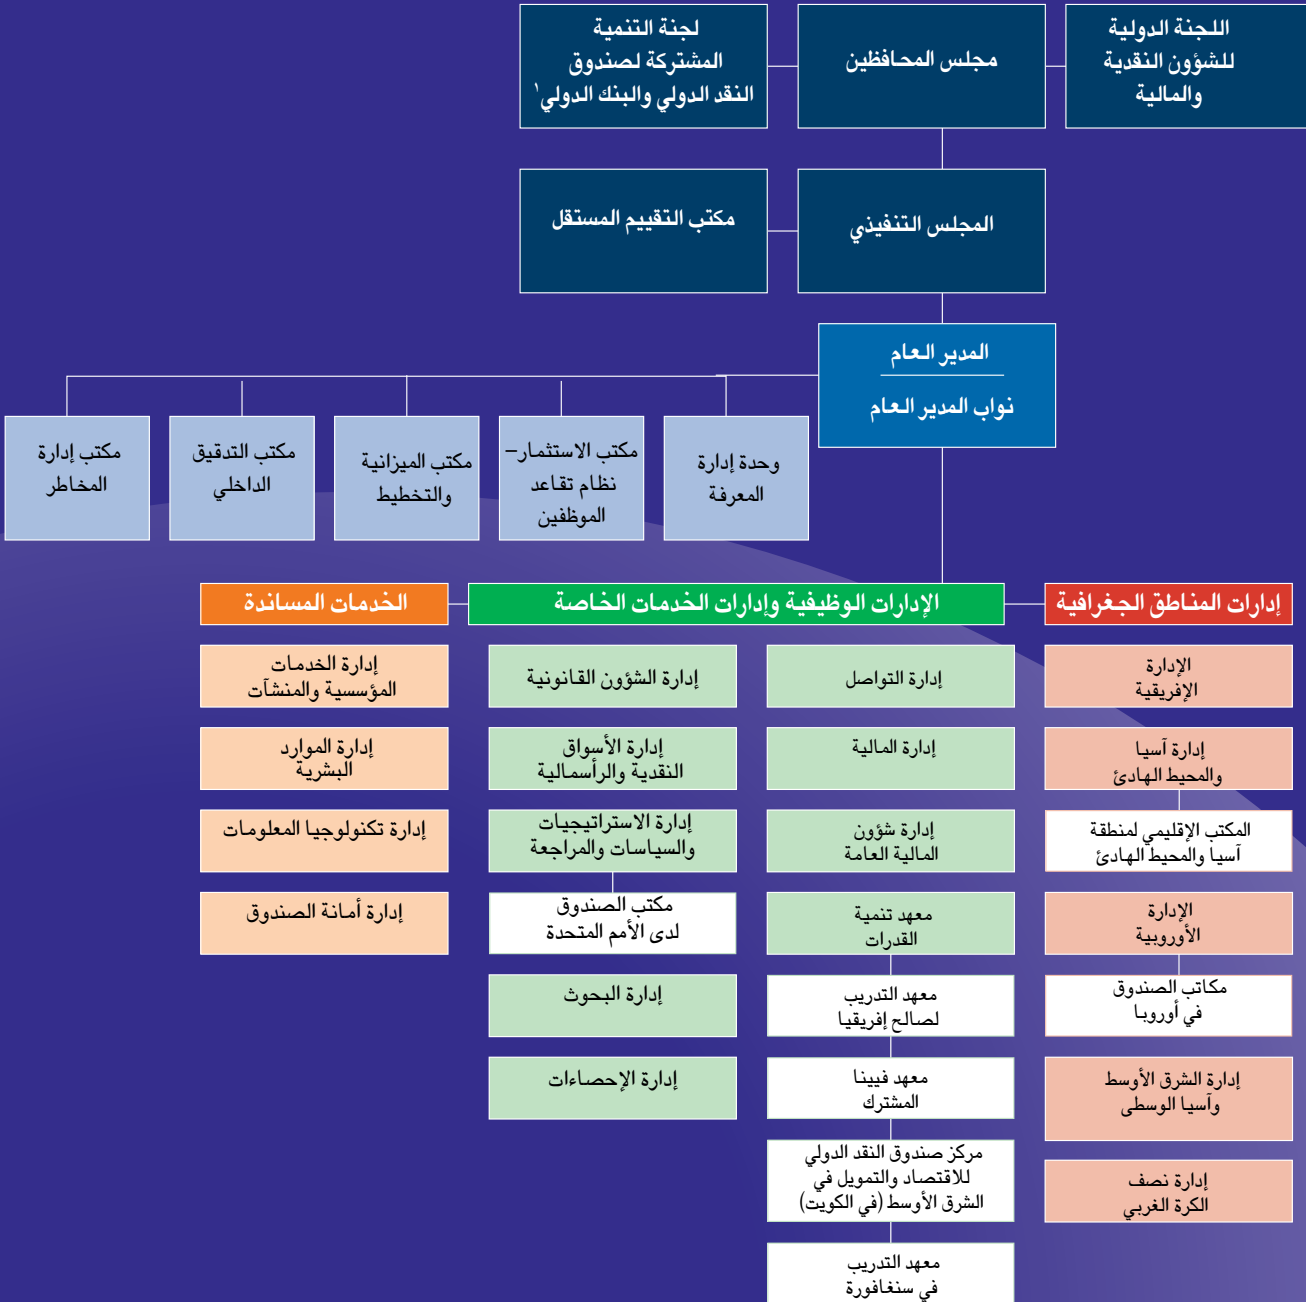 اللجنة الدولية
للشؤون النقدية
والمالية
مجلس المحافظين
لجنة التنمية
المشتركة لصندوق
النقد الدولي والبنك الدولي١
المجلس التنفيذي
مكتب التقييم المستقل
المدير العام
نواب المدير العام
وحدة إدارة
المعرفة
مكتب الاستثمار–
نظام تقاعد
الموظفين
مكتب الميزانية
والتخطيط
مكتب التدقيق
الداخلي
مكتب إدارة
المخاطر
إدارات المناطق الجغرافية
الإدارة
الإفريقية
إدارة آسيا
والمحيط الهادئ
المكتب الإقليمي لمنطقة
آسيا والمحيط الهادئ
الإدارة
الأوروبية
مكاتب الصندوق
في أوروبا
إدارة الشرق الأوسط
وآسيا الوسطى
إدارة نصف
الكرة الغربي
الإدارات الوظيفية وإدارات الخدمات الخاصة
إدارة التواصل
إدارة المالية
إدارة شؤون
المالية العامة
معهد تنمية
القدرات
معهد التدريب
لصالح إفريقيا
معهد فيينا
المشترك
مركز صندوق النقد الدولي
للاقتصاد والتمويل في
الشرق الأوسط (في الكويت)
معهد التدريب
في سنغافورة
إدارة الشؤون القانونية
إدارة الأسواق
النقدية والرأسمالية
إدارة الاستراتيجيات
والسياسات والمراجعة
مكتب الصندوق
لدى الأمم المتحدة
إدارة البحوث
إدارة الإحصاءات
الخدمات المساندة
إدارة الخدمات
المؤسسية والمنشآت
إدارة الموارد
البشرية
إدارة تكنولوجيا المعلومات
إدارة أمانة الصندوق